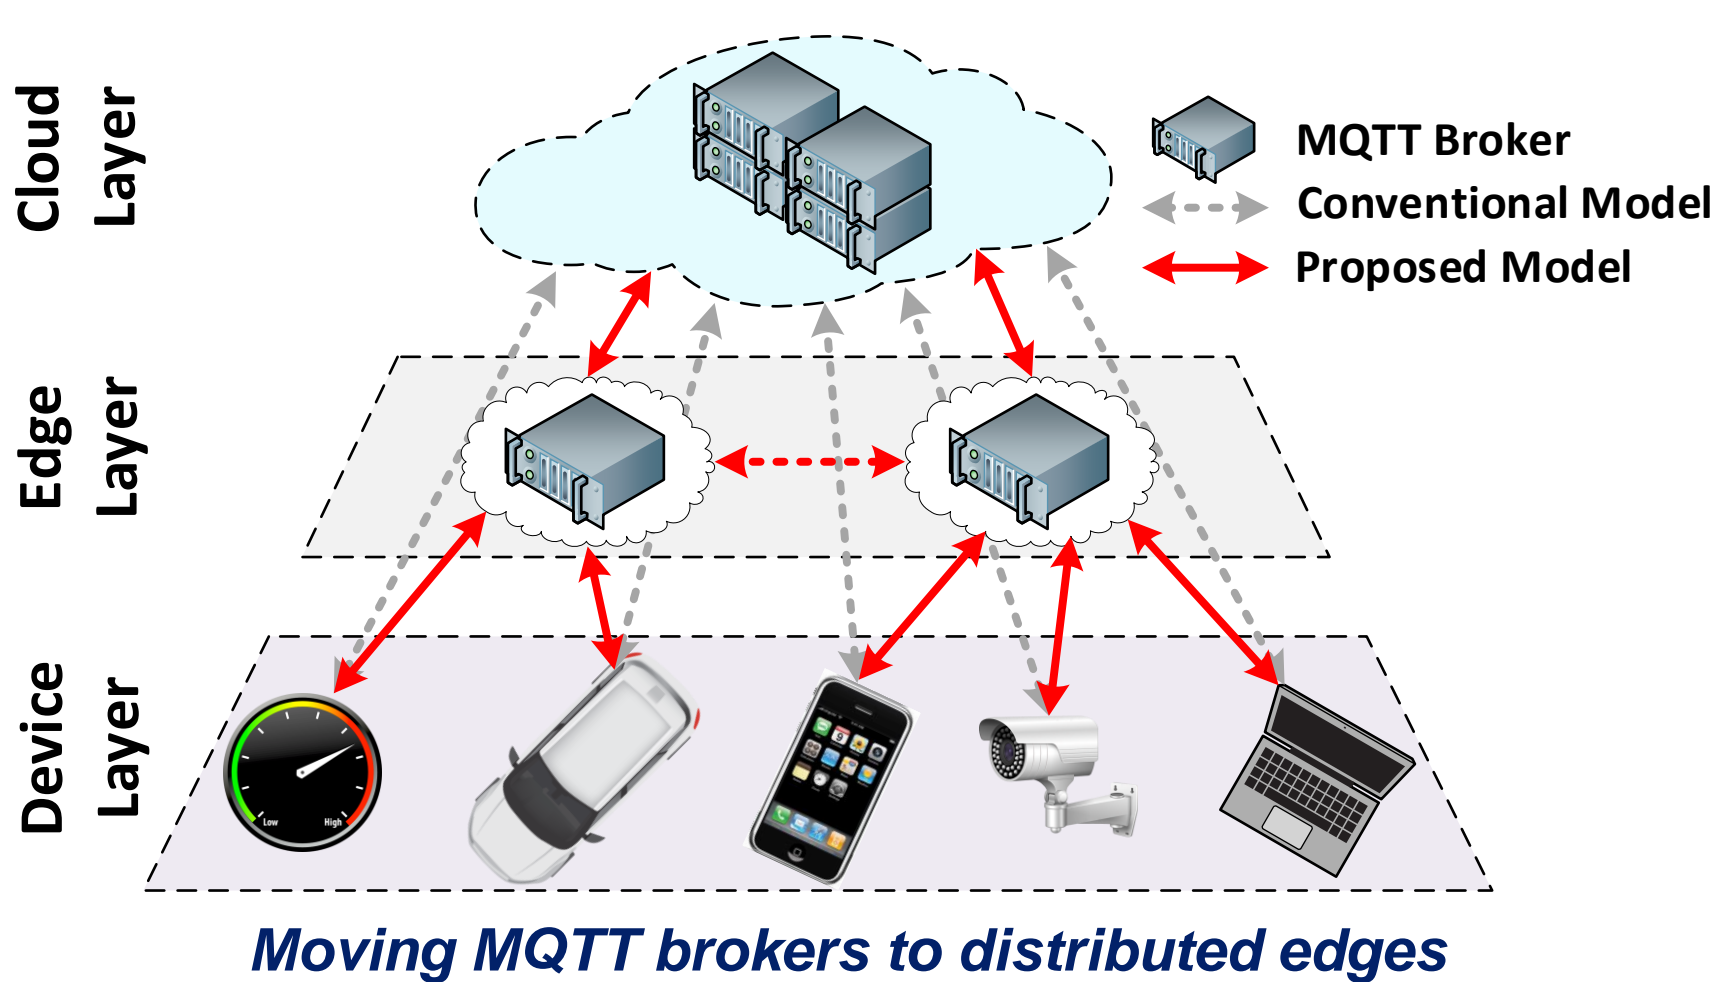 Cloud
Layer
MQTT Broker
Conventional Model
Proposed Model
Edge
Layer
Device
Layer
Low
High
Moving MQTT brokers to distributed edges